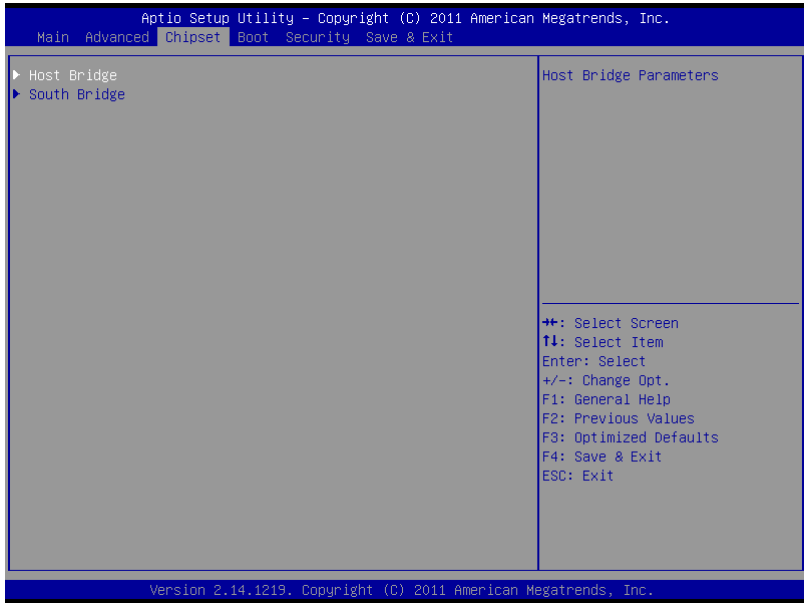 Aptio Setup Utility – Copyright (C) 2011 American Megatrends, Inc.
Main Advanced Chipset Boot Security Save & Exit
▶ Host Bridge
▶ South Bridge
Host Bridge Parameters
→←: Select Screen
↑↓: Select Item
Enter: Select
+/-: Change Opt.
F1: General Help
F2: Previous Values
F3: Optimized Defaults
F4: Save & Exit
ESC: Exit
Version 2.14.1219. Copyright (C) 2011 American Megatrends, Inc.